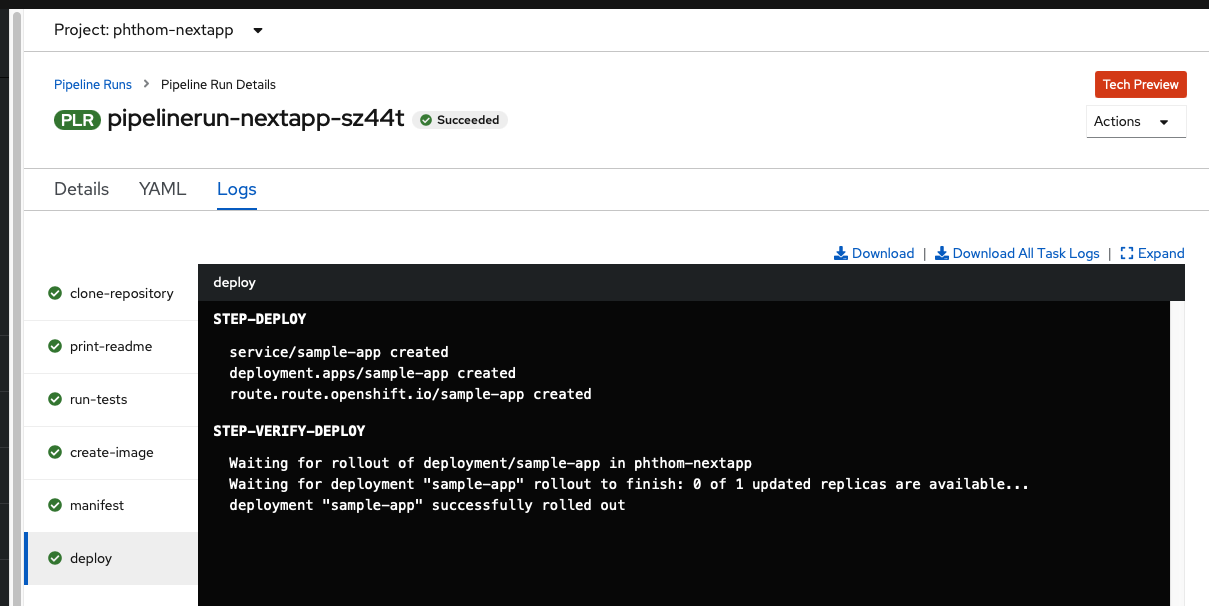 Project: phthom-nextapp
Pipeline Runs > Pipeline Run Details
Tech Preview
PLR pipelinerun-nextapp-sz44t Succeeded
Actions
Details YAML Logs
Download | Download All Task Logs | Expand
clone-repository
print-readme
run-tests
create-image
manifest
deploy
deploy
STEP-DEPLOY
service/sample-app created
deployment.apps/sample-app created
route.route.openshift.io/sample-app created
STEP-VERIFY-DEPLOY
Waiting for rollout of deployment/sample-app in phthom-nextapp
Waiting for deployment "sample-app" rollout to finish: 0 of 1 updated replicas are available...
deployment "sample-app" successfully rolled out